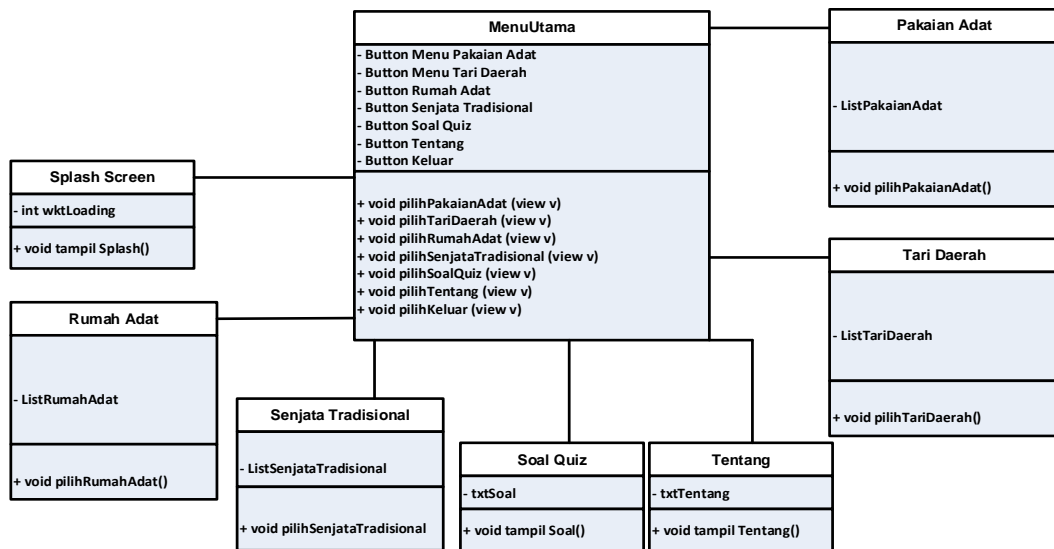 MenuUtama
- Button Menu Pakaian Adat
- Button Menu Tari Daerah
- Button Rumah Adat
- Button Senjata Tradisional
- Button Soal Quiz
- Button Tentang
- Button Keluar
+ void pilihPakaianAdat (view v)
+ void pilihTariDaerah (view v)
+ void pilihRumahAdat (view v)
+ void pilihSenjataTradisional (view v)
+ void pilihSoalQuiz (view v)
+ void pilihTentang (view v)
+ void pilihKeluar (view v)
Pakaian Adat
- ListPakaianAdat
+ void pilihPakaianAdat()
Splash Screen
- int wktLoading
+ void tampil Splash()
Tari Daerah
- ListTariDaerah
+ void pilihTariDaerah()
Rumah Adat
- ListRumahAdat
+ void pilihRumahAdat()
Senjata Tradisional
- ListSenjataTradisional
+ void pilihSenjataTradisional
Soal Quiz
- txtSoal
+ void tampil Soal()
Tentang
- txtTentang
+ void tampil Tentang()